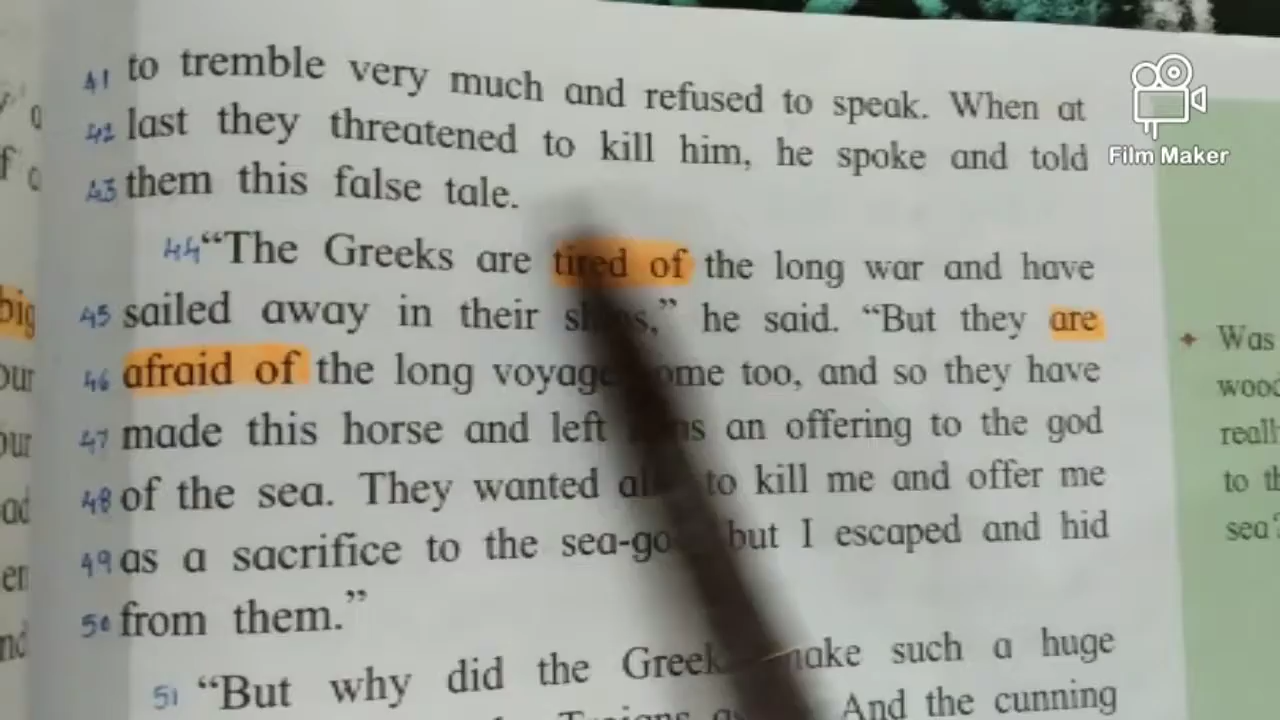 41 to tremble very much and refused to speak. When at
42 last they threatened to kill him, he spoke and told
43 them this false tale.
44 “The Greeks are tired of the long war and have
45 sailed away in their ships,” he said. “But they are
46 afraid of the long voyage home too, and so they have
47 made this horse and left as an offering to the god
48 of the sea. They wanted to kill me and offer me
49 as a sacrifice to the sea-god but I escaped and hid
50 from them.”
51 “But why did the Greeks make such a huge
And the cunning
Film Maker
big
Was
sea?